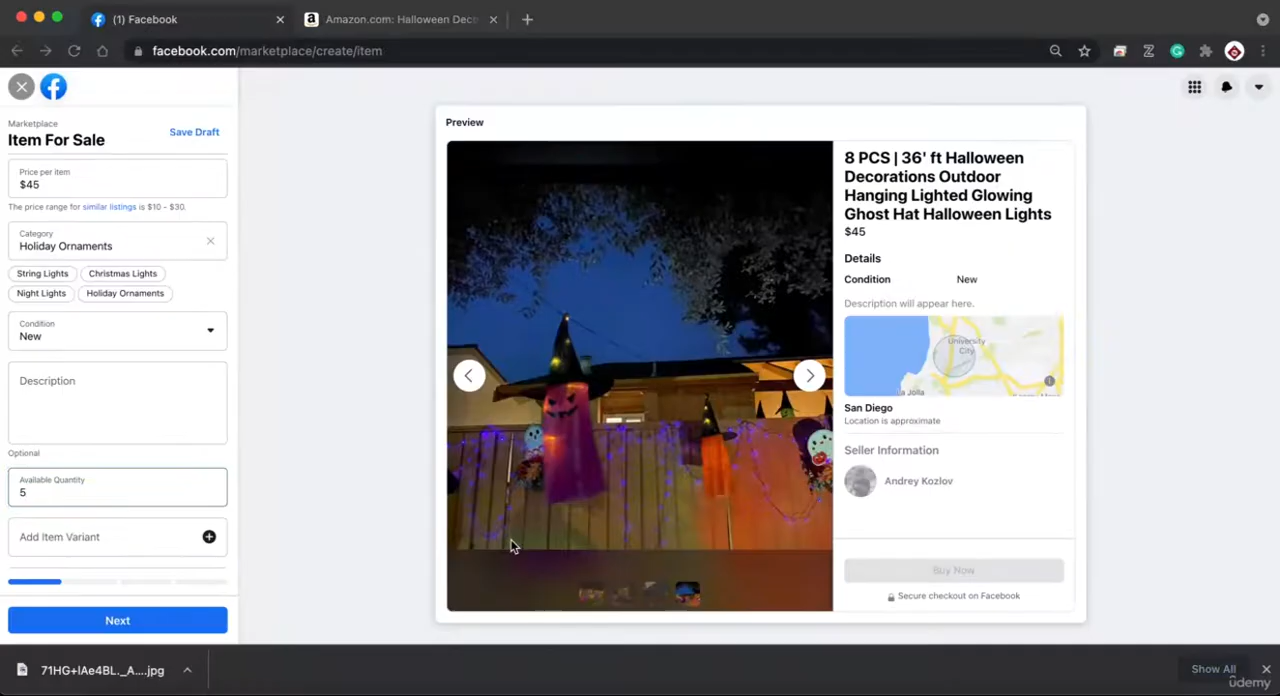 (1) Facebook
Amazon.com: Halloween Deco
facebook.com/marketplace/create/item
Marketplace
Item For Sale
Save Draft
Price per item
$45
The price range for similar listings is $10 - $30.
Category
Holiday Ornaments
String Lights
Christmas Lights
Night Lights
Holiday Ornaments
Condition
New
Description
Optional
Available Quantity
5
Add Item Variant
Next
Preview
8 PCS | 36' ft Halloween
Decorations Outdoor
Hanging Lighted Glowing
Ghost Hat Halloween Lights
$45
Details
Condition New
Description will appear here.
University
City
La Jolla
San Diego
Location is approximate
Seller Information
Andrey Kozlov
Buy Now
Secure checkout on Facebook
71HG+lAe4BL._A....jpg
Show All
ûdemy